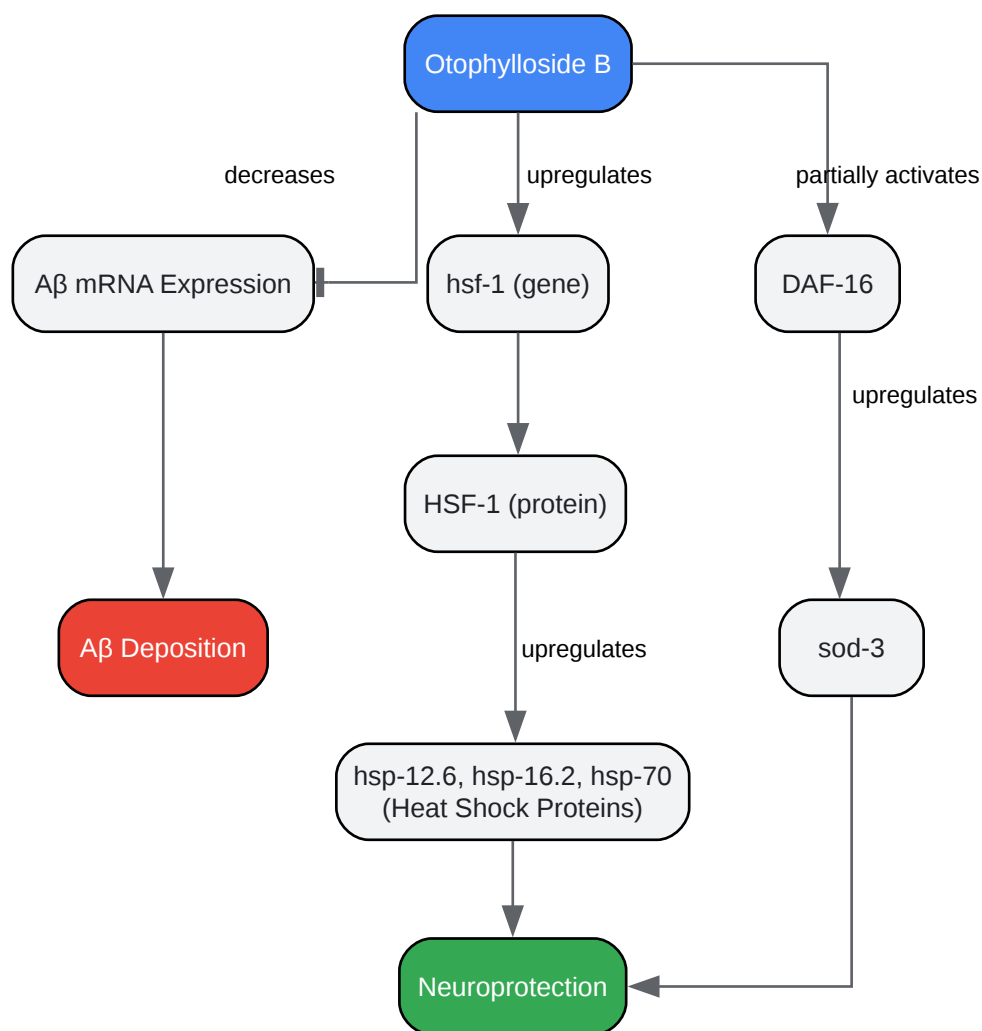 Otophylloside B
decreases
upregulates
partially activates
Aβ mRNA Expression
hsf-1 (gene)
DAF-16
upregulates
HSF-1 (protein)
Aβ Deposition
upregulates
sod-3
hsp-12.6, hsp-16.2, hsp-70
(Heat Shock Proteins)
Neuroprotection